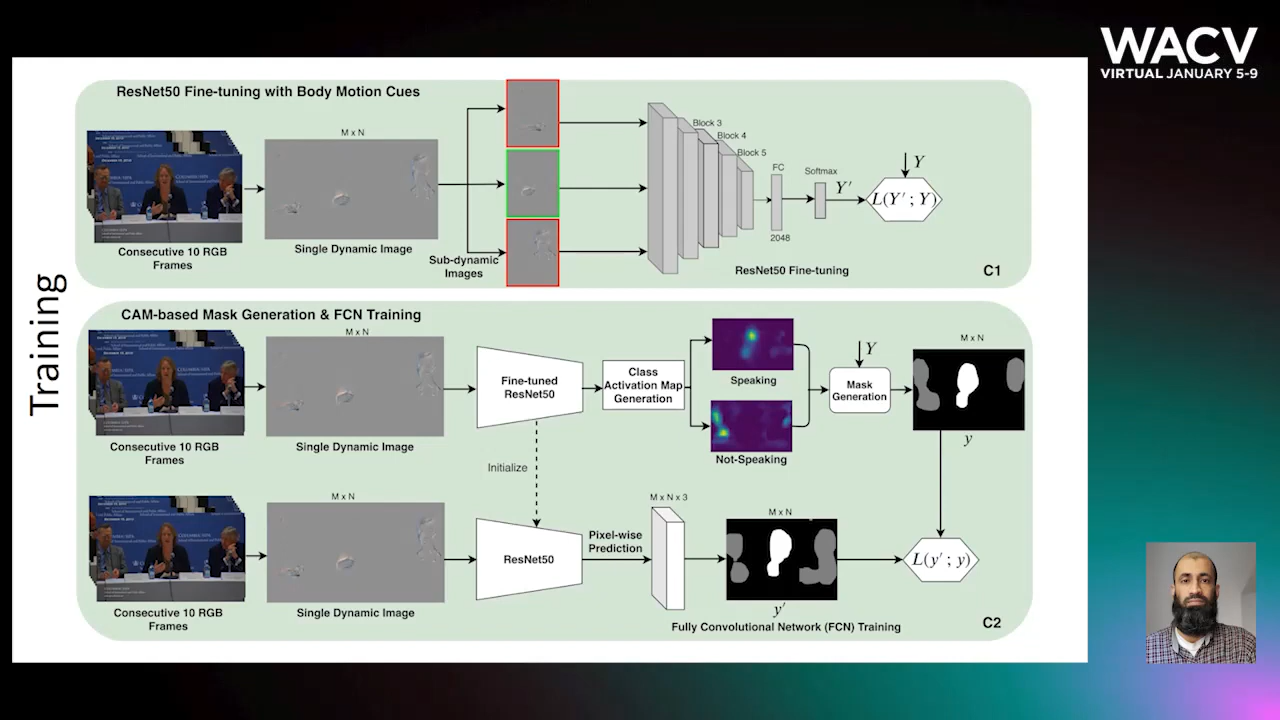 WACV
VIRTUAL JANUARY 5-9
Training
ResNet50 Fine-tuning with Body Motion Cues
M x N
Consecutive 10 RGB
Frames
Single Dynamic Image
Sub-dynamic
Images
Block 3
Block 4
Block 5
FC
2048
Softmax
Y'
Y
L(Y' ; Y)
ResNet50 Fine-tuning
C1
CAM-based Mask Generation & FCN Training
M x N
Consecutive 10 RGB
Frames
Single Dynamic Image
Fine-tuned
ResNet50
Class
Activation Map
Generation
Speaking
Not-Speaking
Y
Mask
Generation
M x N
y
Initialize
M x N
Consecutive 10 RGB
Frames
Single Dynamic Image
ResNet50
Pixel-wise
Prediction
M x N x 3
M x N
y'
L(y' ; y)
Fully Convolutional Network (FCN) Training
C2